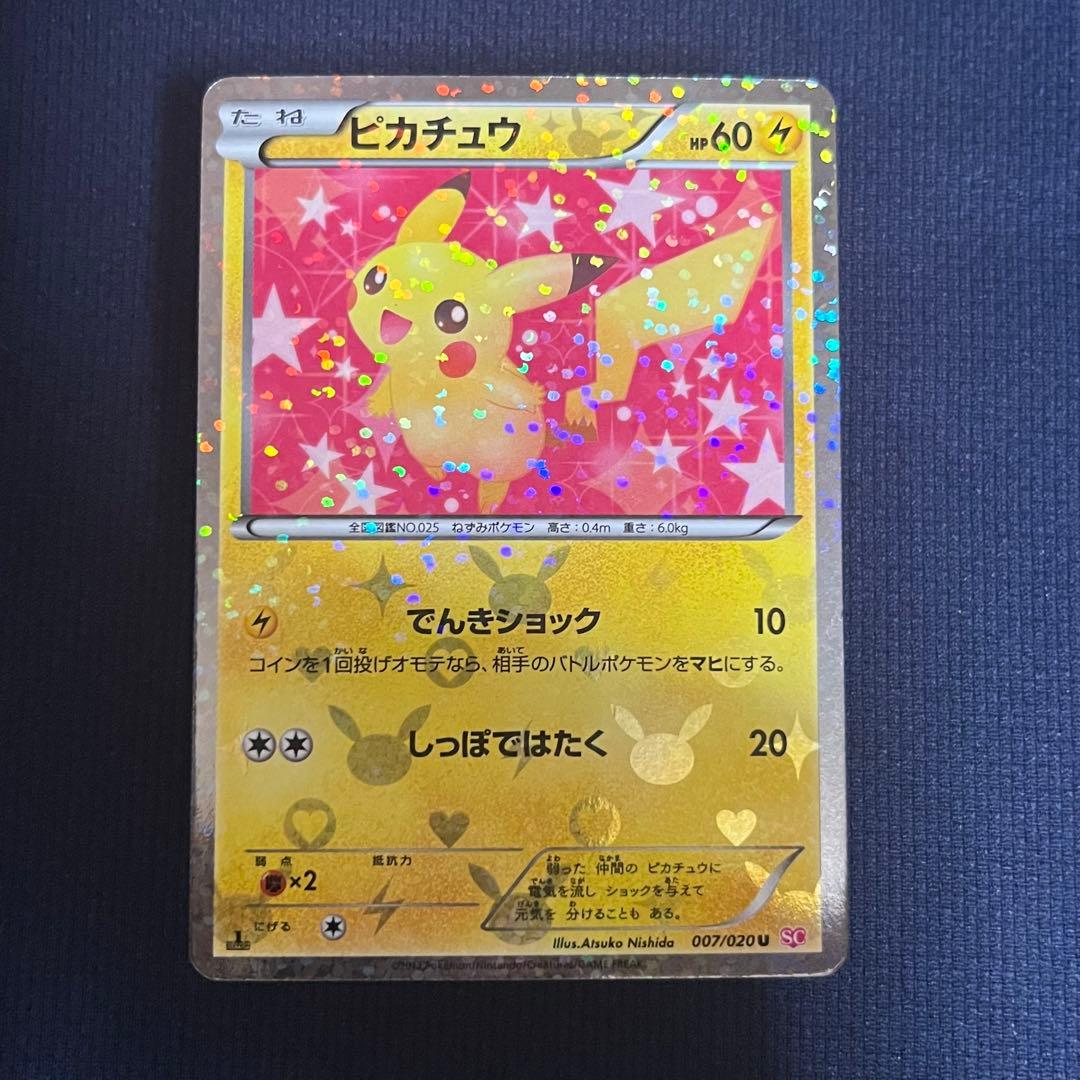 たね ピカチュウ HP60
全国図鑑NO.025 ねずみポケモン 高さ:0.4m 重さ:6.0kg
でんきショック 10
コインを1回投げオモテなら、相手のバトルポケモンをマヒにする。
しっぽではたく 20
弱点 抵抗力
×2
にげる
弱った 仲間の ピカチュウに
電気を流し ショックを与えて
元気を 分けることも ある。
Illus.Atsuko Nishida 007/020 U SC
Pokémon/Nintendo/Creatures/GAME FREAK.